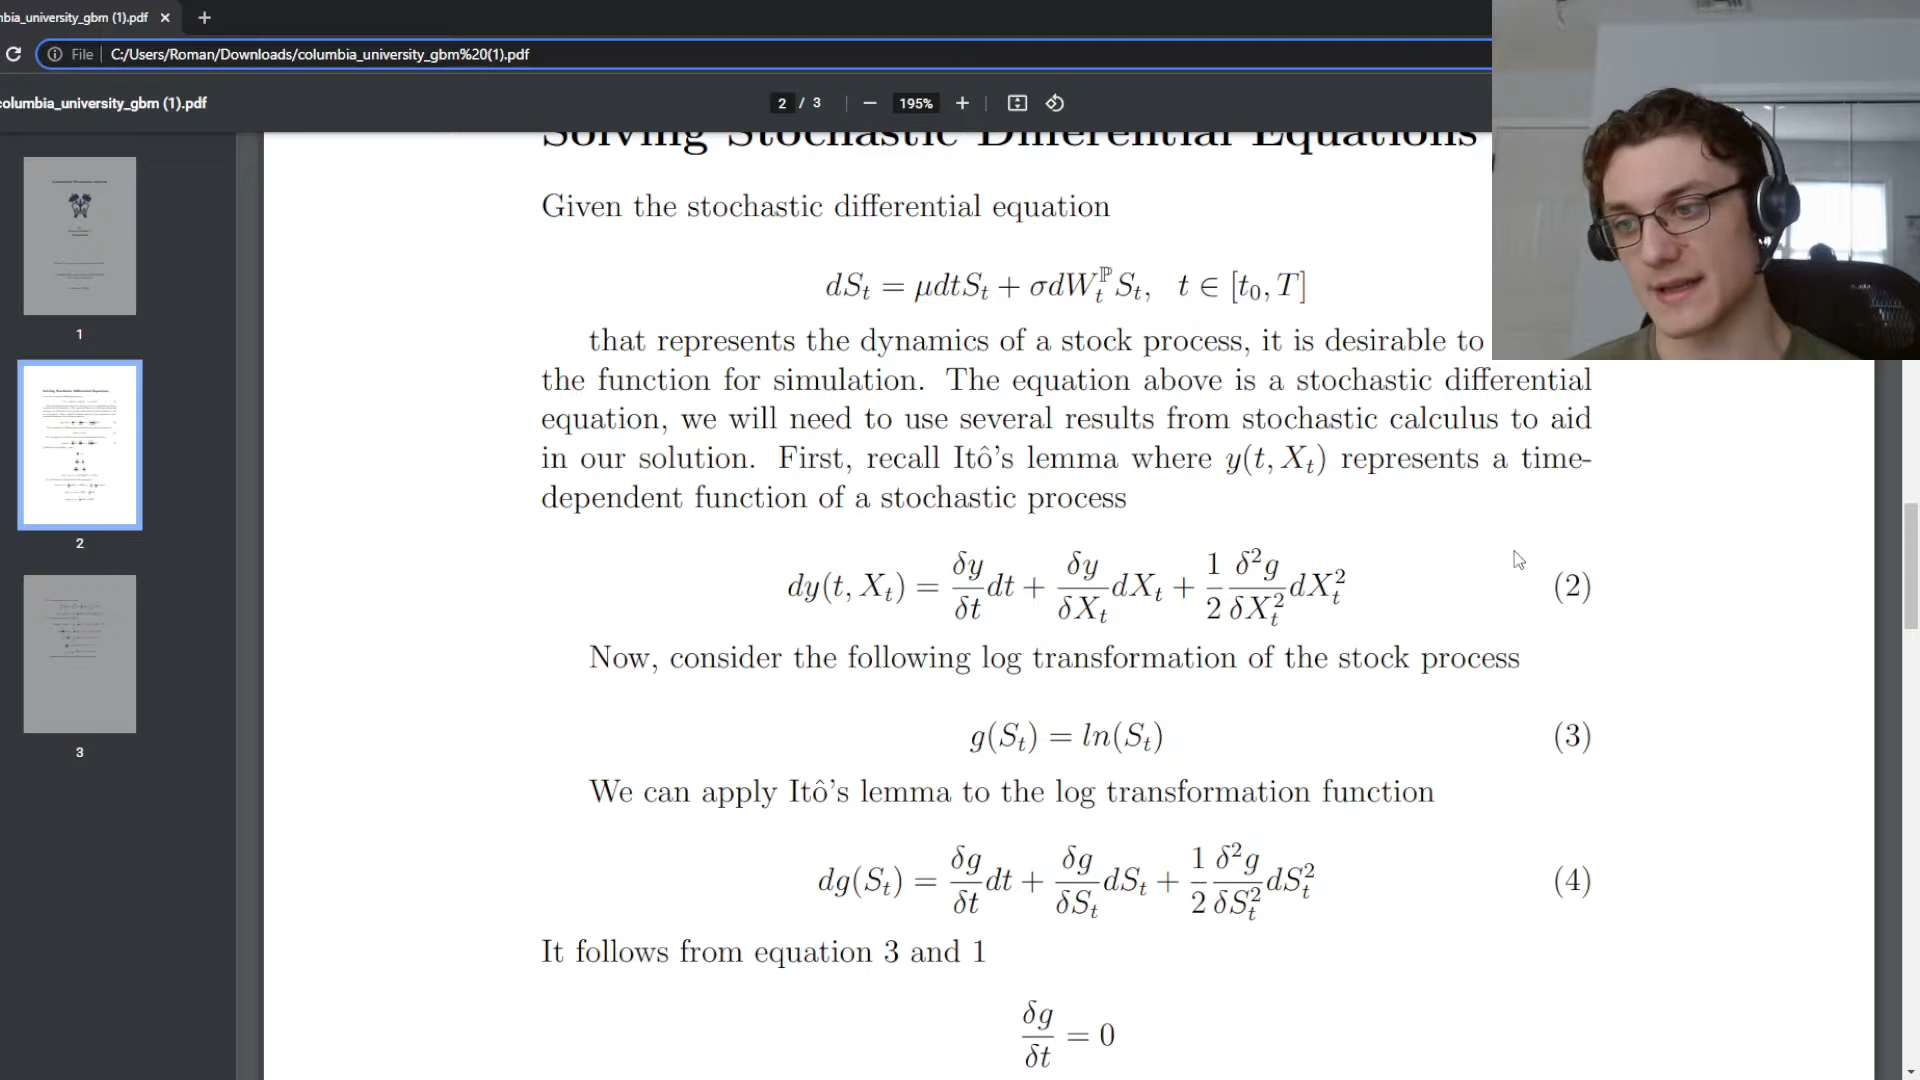 nbia_university_gbm (1).pdf
File C:/Users/Roman/Downloads/columbia_university_gbm%20(1).pdf
columbia_university_gbm (1).pdf
2 / 3 195%
1
2
3
Solving Stochastic Differential Equations
Given the stochastic differential equation
dS_t = μdtS_t + σdW_t^ℙ S_t, t ∈ [t_0, T]
that represents the dynamics of a stock process, it is desirable to
the function for simulation. The equation above is a stochastic differential
equation, we will need to use several results from stochastic calculus to aid
in our solution. First, recall Itô's lemma where y(t, X_t) represents a time-
dependent function of a stochastic process
dy(t, X_t) = δy/δt dt + δy/δX_t dX_t + 1/2 δ²g/δX_t² dX_t² (2)
Now, consider the following log transformation of the stock process
g(S_t) = ln(S_t) (3)
We can apply Itô's lemma to the log transformation function
dg(S_t) = δg/δt dt + δg/δS_t dS_t + 1/2 δ²g/δS_t² dS_t² (4)
It follows from equation 3 and 1
δg/δt = 0